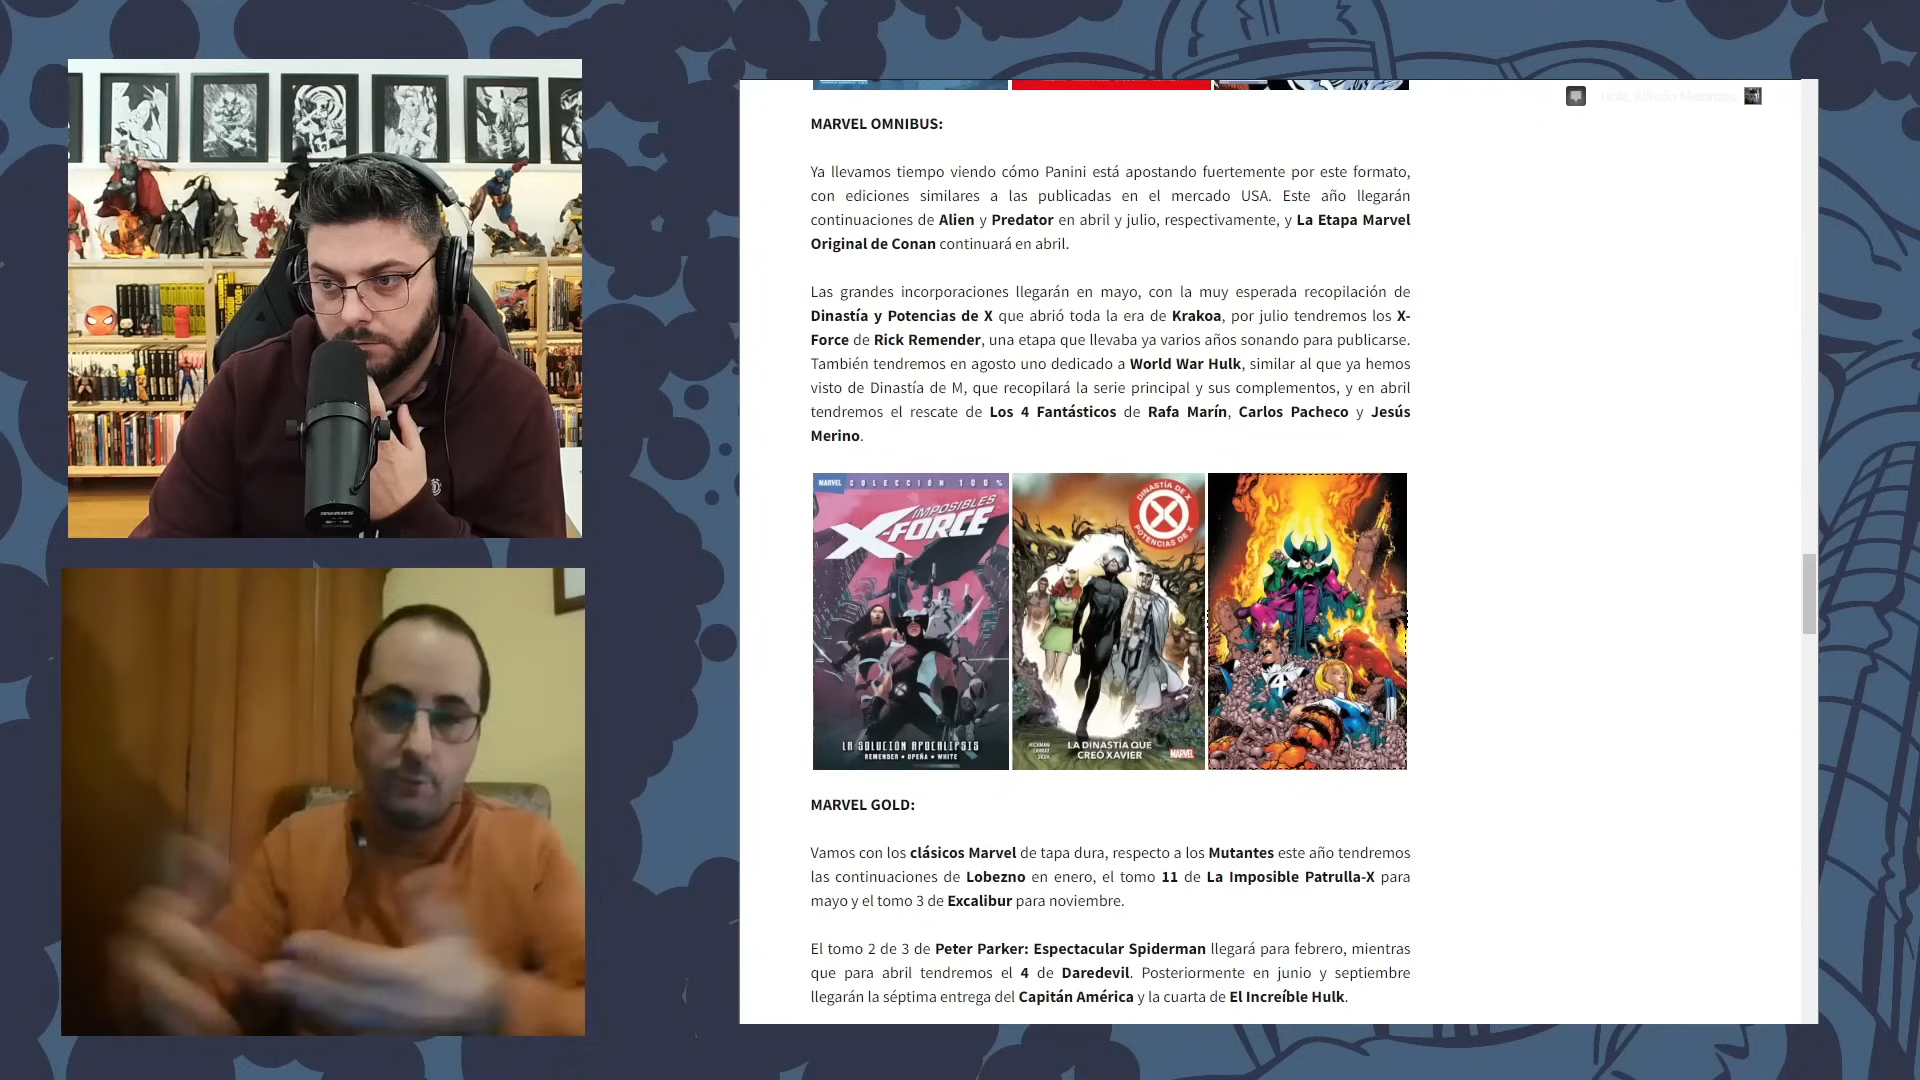 MARVEL OMNIBUS:
Ya llevamos tiempo viendo cómo Panini está apostando fuertemente por este formato,
con ediciones similares a las publicadas en el mercado USA. Este año llegarán
continuaciones de Alien y Predator en abril y julio, respectivamente, y La Etapa Marvel
Original de Conan continuará en abril.
Las grandes incorporaciones llegarán en mayo, con la muy esperada recopilación de
Dinastía y Potencias de X que abrió toda la era de Krakoa, por julio tendremos los X-
Force de Rick Remender, una etapa que llevaba ya varios años sonando para publicarse.
También tendremos en agosto uno dedicado a World War Hulk, similar al que ya hemos
visto de Dinastía de M, que recopilará la serie principal y sus complementos, y en abril
tendremos el rescate de Los 4 Fantásticos de Rafa Marín, Carlos Pacheco y Jesús
Merino.
MARVEL COLECCIÓN 100%
IMPOSIBLES
X-FORCE
LA SOLUCIÓN APOCALIPSIS
REMENDER • OPEÑA • WHITE
DINASTÍA DE X
POTENCIAS DE X
HICKMAN
LARRAZ
SILVA
LA DINASTÍA QUE
CREÓ XAVIER
MARVEL
MARVEL GOLD:
Vamos con los clásicos Marvel de tapa dura, respecto a los Mutantes este año tendremos
las continuaciones de Lobezno en enero, el tomo 11 de La Imposible Patrulla-X para
mayo y el tomo 3 de Excalibur para noviembre.
El tomo 2 de 3 de Peter Parker: Espectacular Spiderman llegará para febrero, mientras
que para abril tendremos el 4 de Daredevil. Posteriormente en junio y septiembre
llegarán la séptima entrega del Capitán América y la cuarta de El Increíble Hulk.